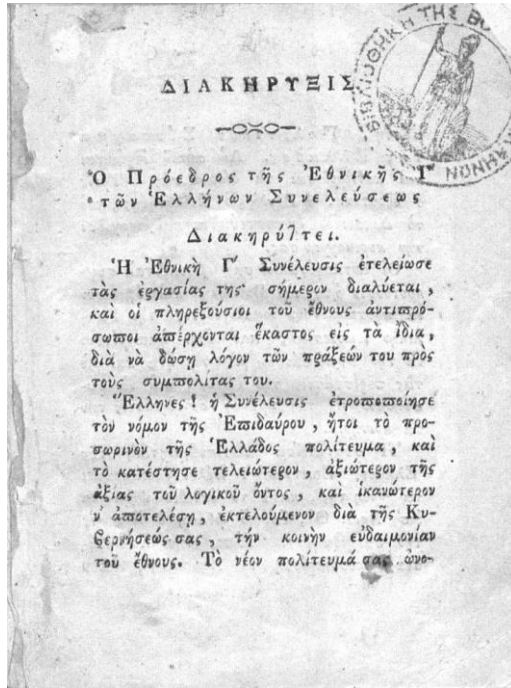 ΔΙΑΚΗΡΥΞΙΣ
ΒΙΒΛΙΟΘΗΚΗ ΤΗΣ ΒΟ
Ὁ Πρόεδρος τῆς Ἐθνικῆς Γ'
τῶν Ἑλλήνων Συνελεύσεως
Διακηρύττει.
Ἡ Ἐθνικὴ Γ' Συνέλευσις ἐτελείωσε
τὰς ἐργασίας της· σήμερον διαλύεται,
καὶ οἱ πληρεξούσιοι τοῦ ἔθνους ἀντιπρό-
σωποι ἀπέρχονται ἕκαστος εἰς τὰ ἴδια,
διὰ νὰ δώσῃ λόγον τῶν πράξεών του πρὸς
τοὺς συμπολίτας του.
Ἕλληνες! ἡ Συνέλευσις ἐτροποποίησε
τὸν νόμον τῆς Ἐπιδαύρου, ἤτοι τὸ προ-
σωρινὸν τῆς Ἑλλάδος πολίτευμα, καὶ
τὸ κατέστησε τελειώτερον, ἀξιώτερον τῆς
ἀξίας τοῦ λογικοῦ ὄντος, καὶ ἱκανώτερον
ν' ἀποτελέσῃ, ἐκτελούμενον διὰ τῆς Κυ-
βερνήσεώς σας, τὴν κοινὴν εὐδαιμονίαν
τοῦ ἔθνους. Τὸ νέον πολίτευμά σας ὠνο-